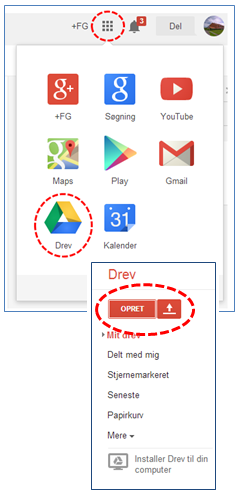 +FG 3 Del
g+ g
+FG Søgning YouTube
Maps Play Gmail
31
Drev Kalender
Drev
OPRET
Mit drev
Delt med mig
Stjernemarkeret
Seneste
Papirkurv
Mere
Installer Drev til din
computer